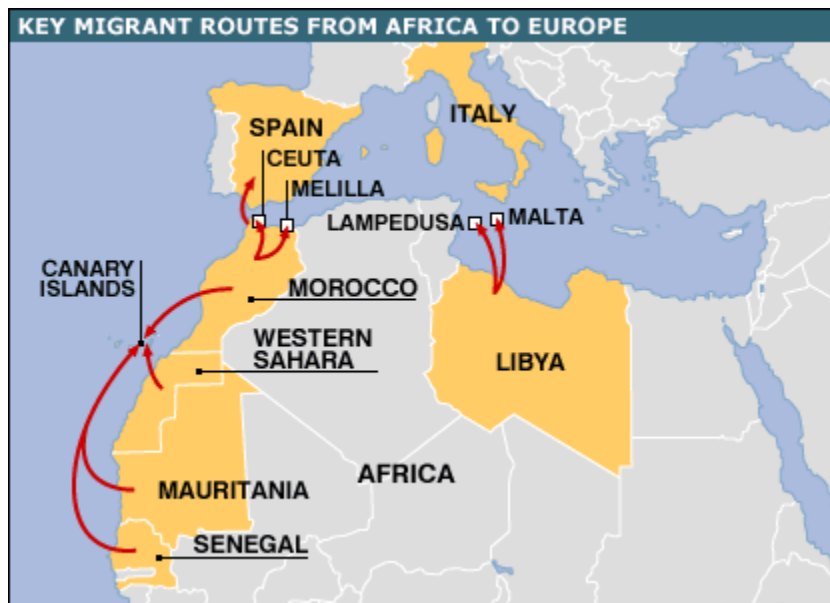 KEY MIGRANT ROUTES FROM AFRICA TO EUROPE
ITALY
SPAIN
CEUTA
MELILLA
LAMPEDUSA
MALTA
CANARY
ISLANDS
MOROCCO
WESTERN
SAHARA
LIBYA
AFRICA
MAURITANIA
SENEGAL